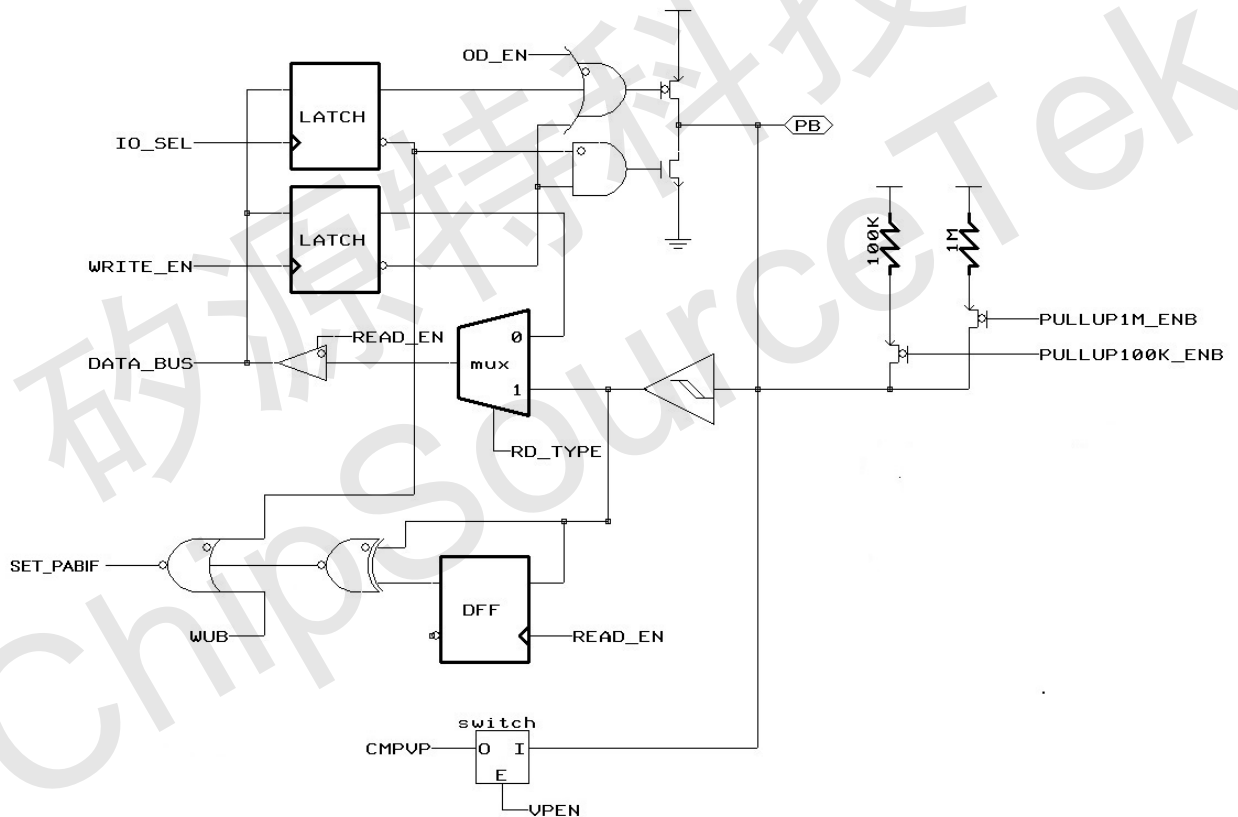 OD_EN
LATCH
IO_SEL
PB
LATCH
WRITE_EN
100K
1M
READ_EN
0
mux
1
DATA_BUS
PULLUP1M_ENB
PULLUP100K_ENB
RD_TYPE
SET_PABIF
WUB
DFF
READ_EN
switch
CMPVP
O I
E
VPEN
矽源特科技
ChipSourceTek